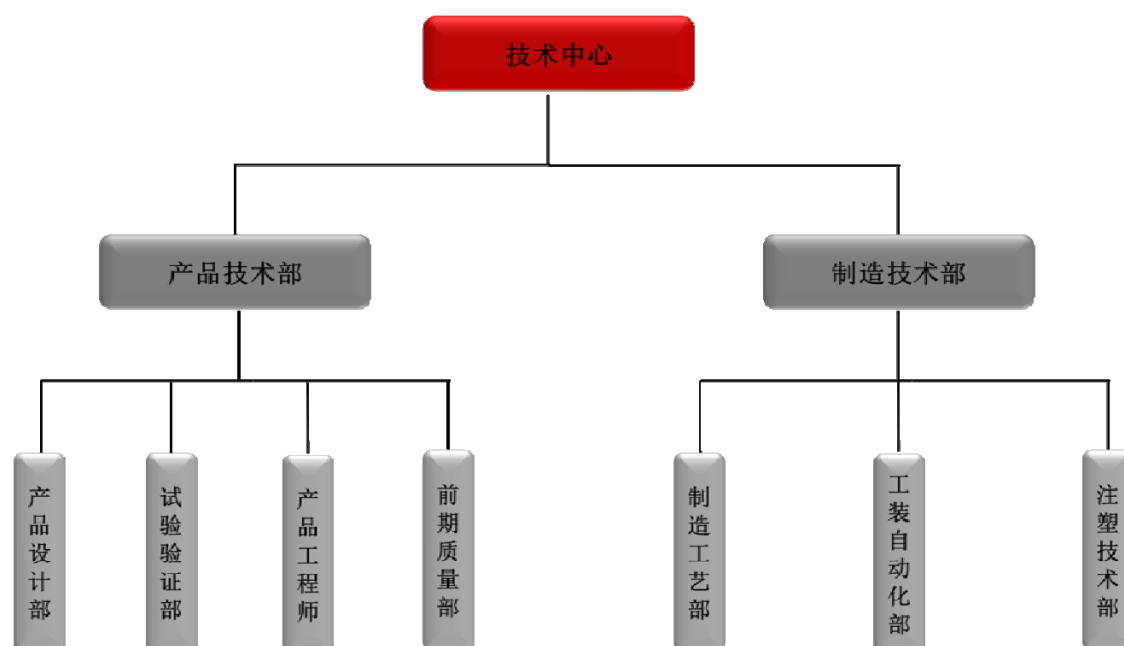 技术中心
产品技术部
制造技术部
产品设计部
试验验证部
产品工程师
前期质量部
制造工艺部
工装自动化部
注塑技术部